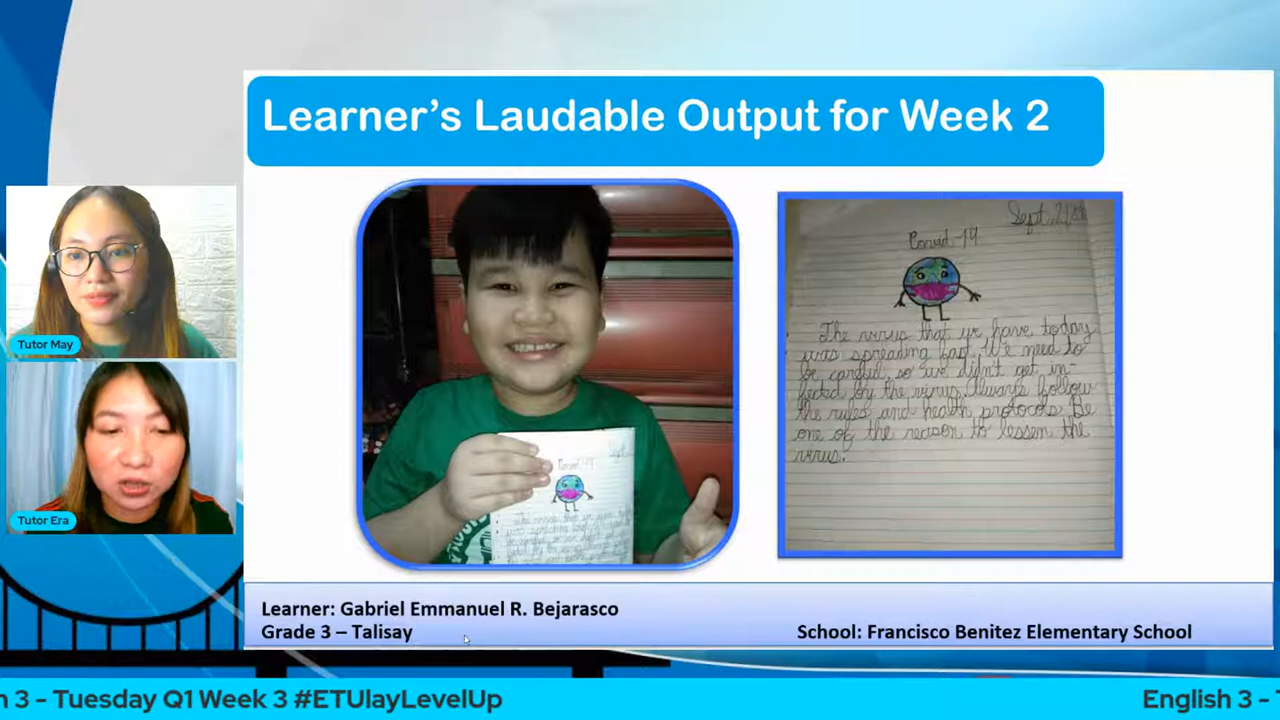 Learner's Laudable Output for Week 2
Tutor May
Tutor Era
Covid-19
The virus that we have today
was spreading fast. We need to
be careful, so we didn't get in-
fected by the virus. Always follow
the rules and health protocols. Be
one of the reason to lessen the
virus.
Learner: Gabriel Emmanuel R. Bejarasco
Grade 3 – Talisay
School: Francisco Benitez Elementary School
3 - Tuesday Q1 Week 3 #ETUlayLevelUp
English 3 -